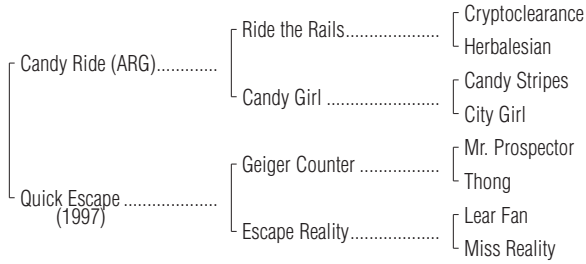 Cryptoclearance
Ride the Rails....................
Herbalesian
Candy Ride (ARG).............
Candy Stripes
Candy Girl ........................
City Girl
Mr. Prospector
Geiger Counter .................
Thong
Quick Escape ....................
(1997)
Lear Fan
Escape Reality...................
Miss Reality